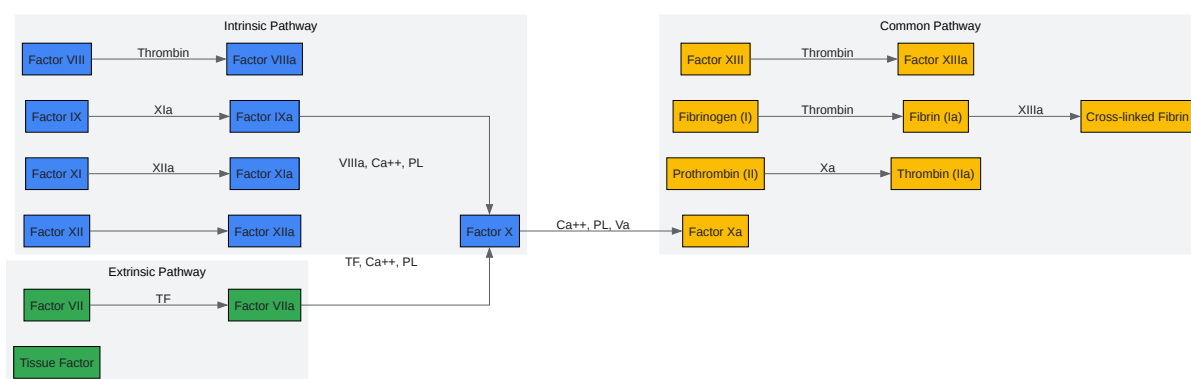 Intrinsic Pathway
Factor VIII
Thrombin
Factor VIIIa
Factor IX
XIa
Factor IXa
VIIIa, Ca++, PL
Factor XI
XIIa
Factor XIa
Factor XII
Factor XIIa
Factor X
Ca++, PL, Va
TF, Ca++, PL
Extrinsic Pathway
Factor VII
TF
Factor VIIa
Tissue Factor
Common Pathway
Factor XIII
Thrombin
Factor XIIIa
Fibrinogen (I)
Thrombin
Fibrin (Ia)
XIIIa
Cross-linked Fibrin
Prothrombin (II)
Xa
Thrombin (IIa)
Factor Xa